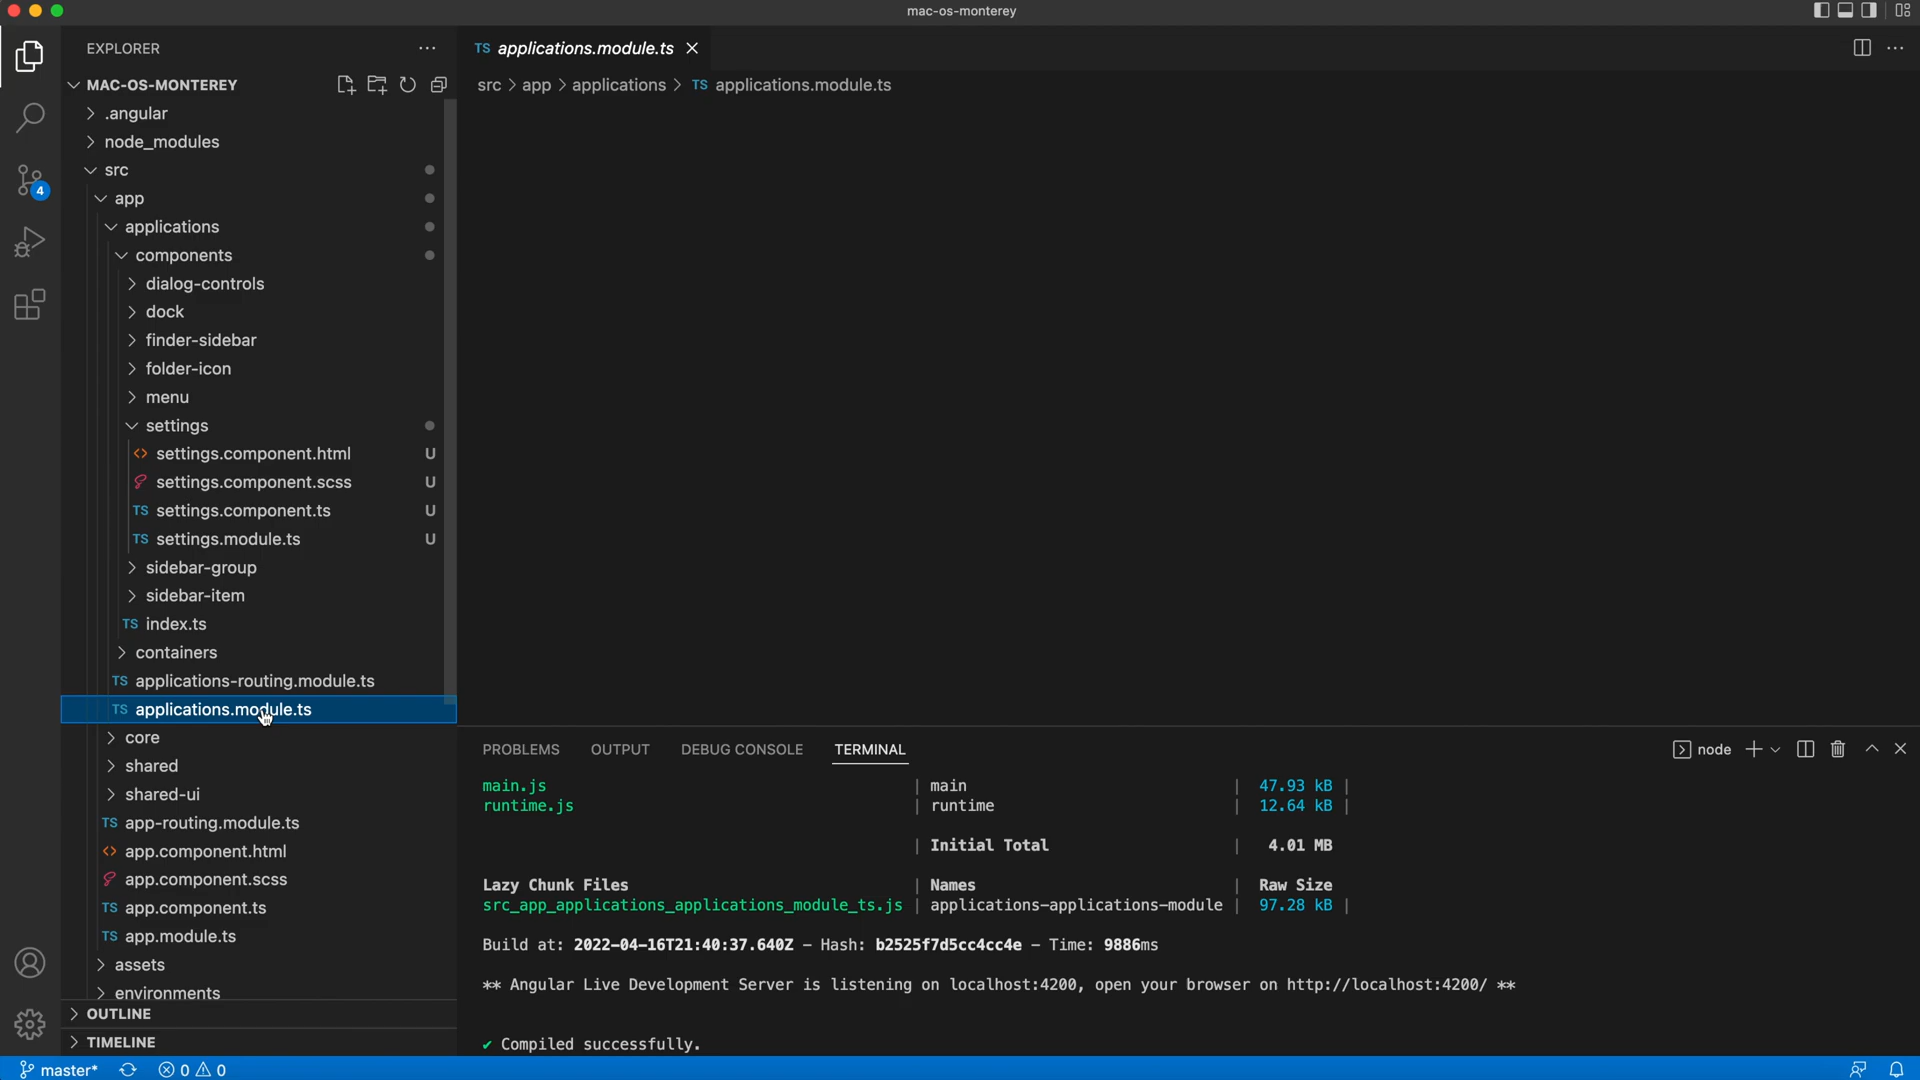 mac-os-monterey
EXPLORER
MAC-OS-MONTEREY
.angular
node_modules
src
app
applications
components
dialog-controls
dock
finder-sidebar
folder-icon
menu
settings
settings.component.html U
settings.component.scss U
TS settings.component.ts U
TS settings.module.ts U
sidebar-group
sidebar-item
TS index.ts
containers
TS applications-routing.module.ts
TS applications.module.ts
core
shared
shared-ui
TS app-routing.module.ts
app.component.html
app.component.scss
TS app.component.ts
TS app.module.ts
assets
environments
OUTLINE
TIMELINE
4
TS applications.module.ts
src > app > applications > TS applications.module.ts
PROBLEMS OUTPUT DEBUG CONSOLE TERMINAL
node
main.js | main | 47.93 kB |
runtime.js | runtime | 12.64 kB |
| Initial Total | 4.01 MB
Lazy Chunk Files | Names | Raw Size
src_app_applications_applications_module_ts.js | applications-applications-module | 97.28 kB |
Build at: 2022-04-16T21:40:37.640Z - Hash: b2525f7d5cc4cc4e - Time: 9886ms
** Angular Live Development Server is listening on localhost:4200, open your browser on http://localhost:4200/ **
✔ Compiled successfully.
master* 0 0